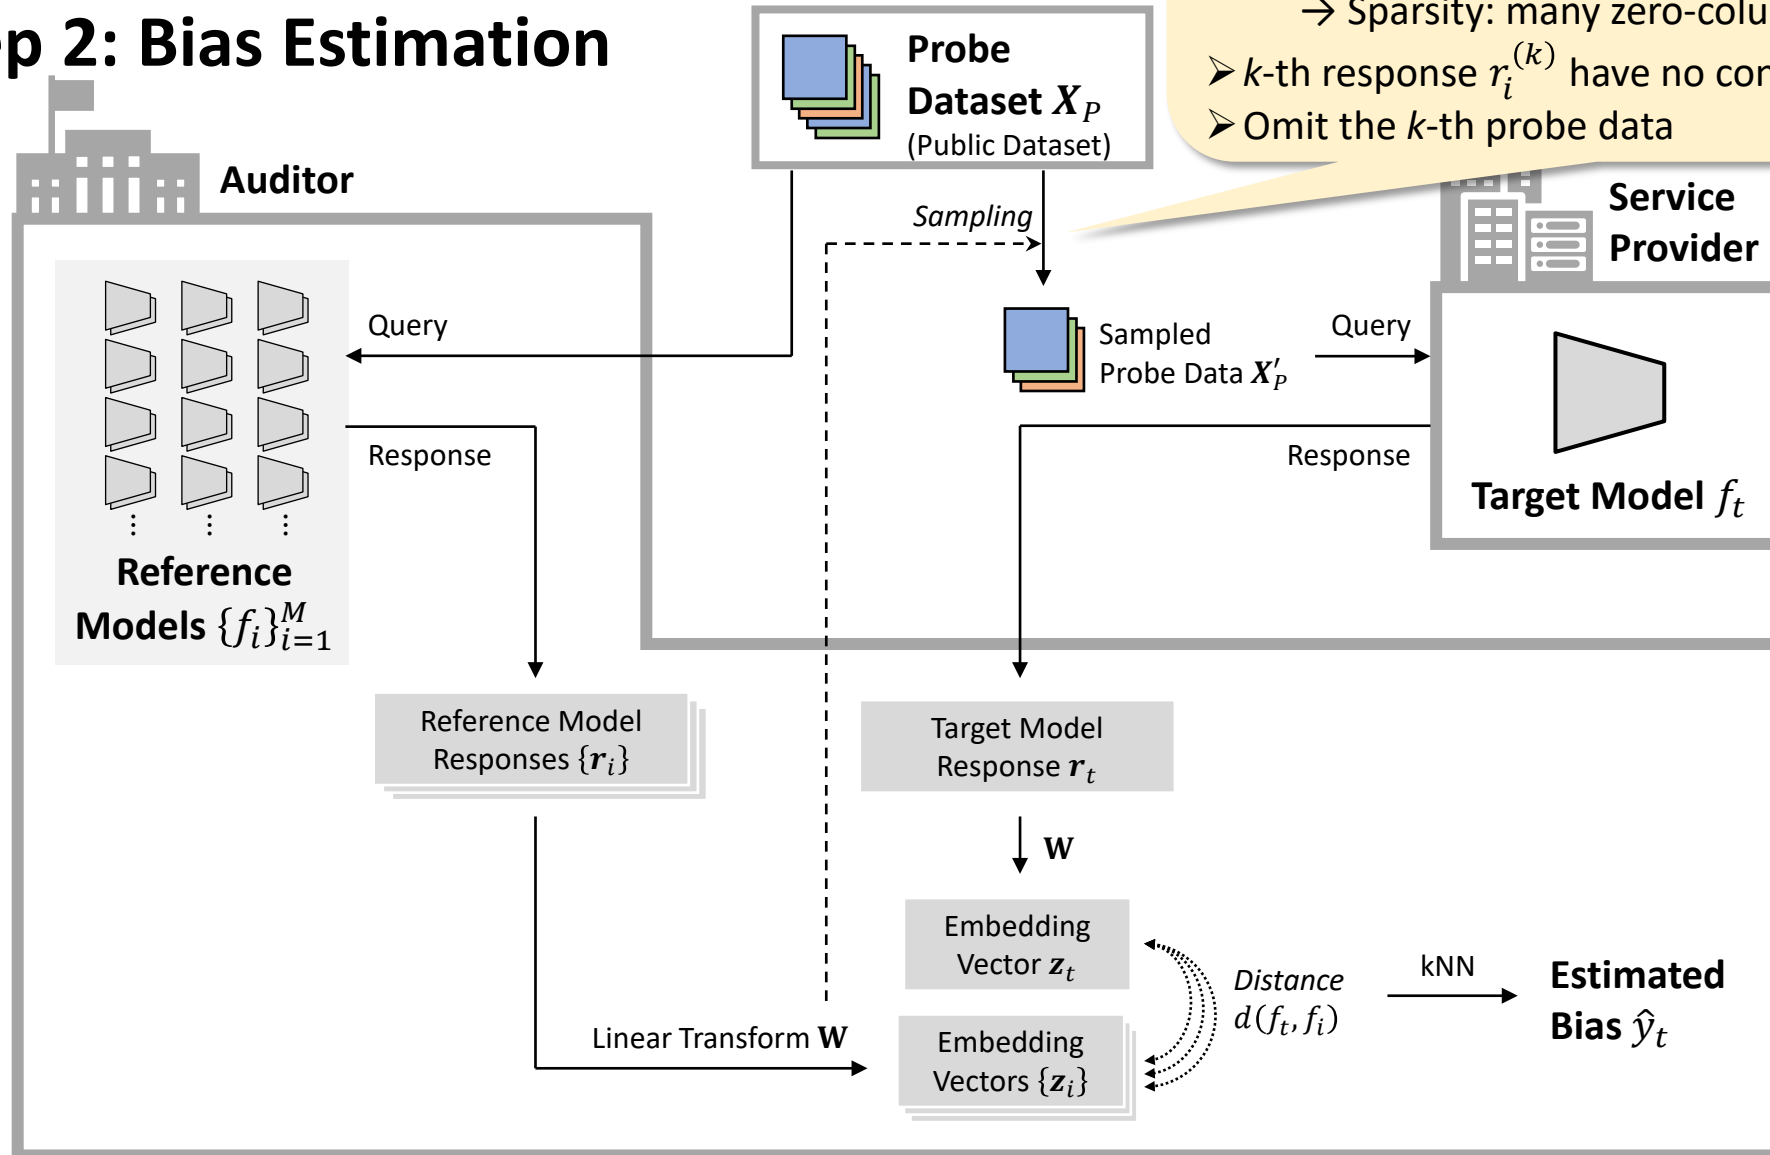 ep 2: Bias Estimation
Probe
Dataset X_P
(Public Dataset)
→ Sparsity: many zero-colu
➤ k-th response r_i^(k) have no con
➤ Omit the k-th probe data
Auditor
Sampling
Service
Provider
Query
Sampled
Probe Data X′_P
Query
Response
Response
Target Model f_t
Reference
Models {f_i}_{i=1}^M
Reference Model
Responses {r_i}
Target Model
Response r_t
W
Embedding
Vector z_t
Distance
d(f_t, f_i)
kNN
Estimated
Bias ŷ_t
Linear Transform W
Embedding
Vectors {z_i}